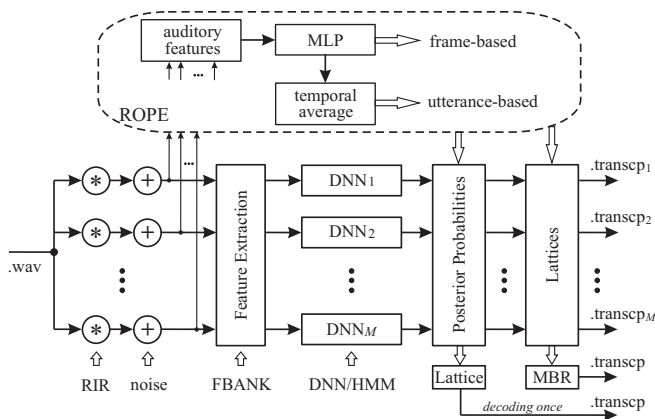 auditory
features
...
MLP
frame-based
temporal
average
utterance-based
ROPE
...
.wav
*
+
*
+
*
+
Feature Extraction
DNN1
DNN2
DNNM
Posterior Probabilities
Lattices
.transcp1
.transcp2
.transcpM
Lattice
MBR
.transcp
decoding once
.transcp
RIR
noise
FBANK
DNN/HMM